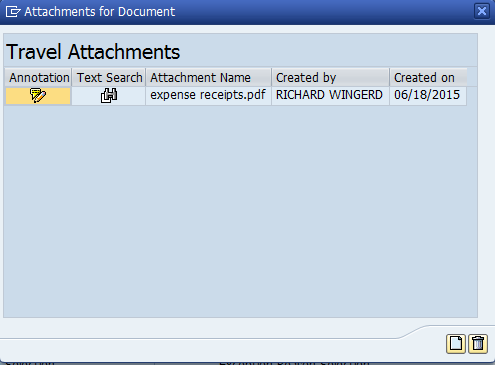 Attachments for Document
Travel Attachments
Annotation Text Search Attachment Name Created by Created on
expense receipts.pdf RICHARD WINGERD 06/18/2015